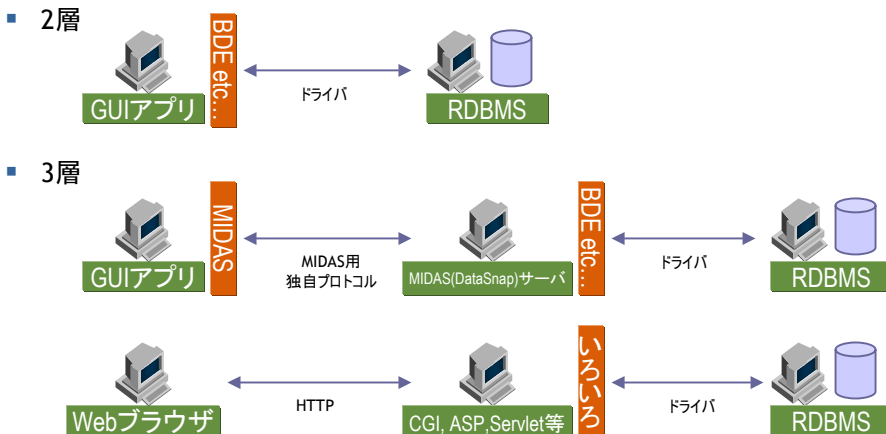 2層
BDE etc...
ドライバ
GUIアプリ
RDBMS
3層
MIDAS
BDE etc...
MIDAS用
独自プロトコル
ドライバ
GUIアプリ
MIDAS(DataSnap)サーバ
RDBMS
いろいろ
HTTP
ドライバ
Webブラウザ
CGI, ASP,Servlet等
RDBMS